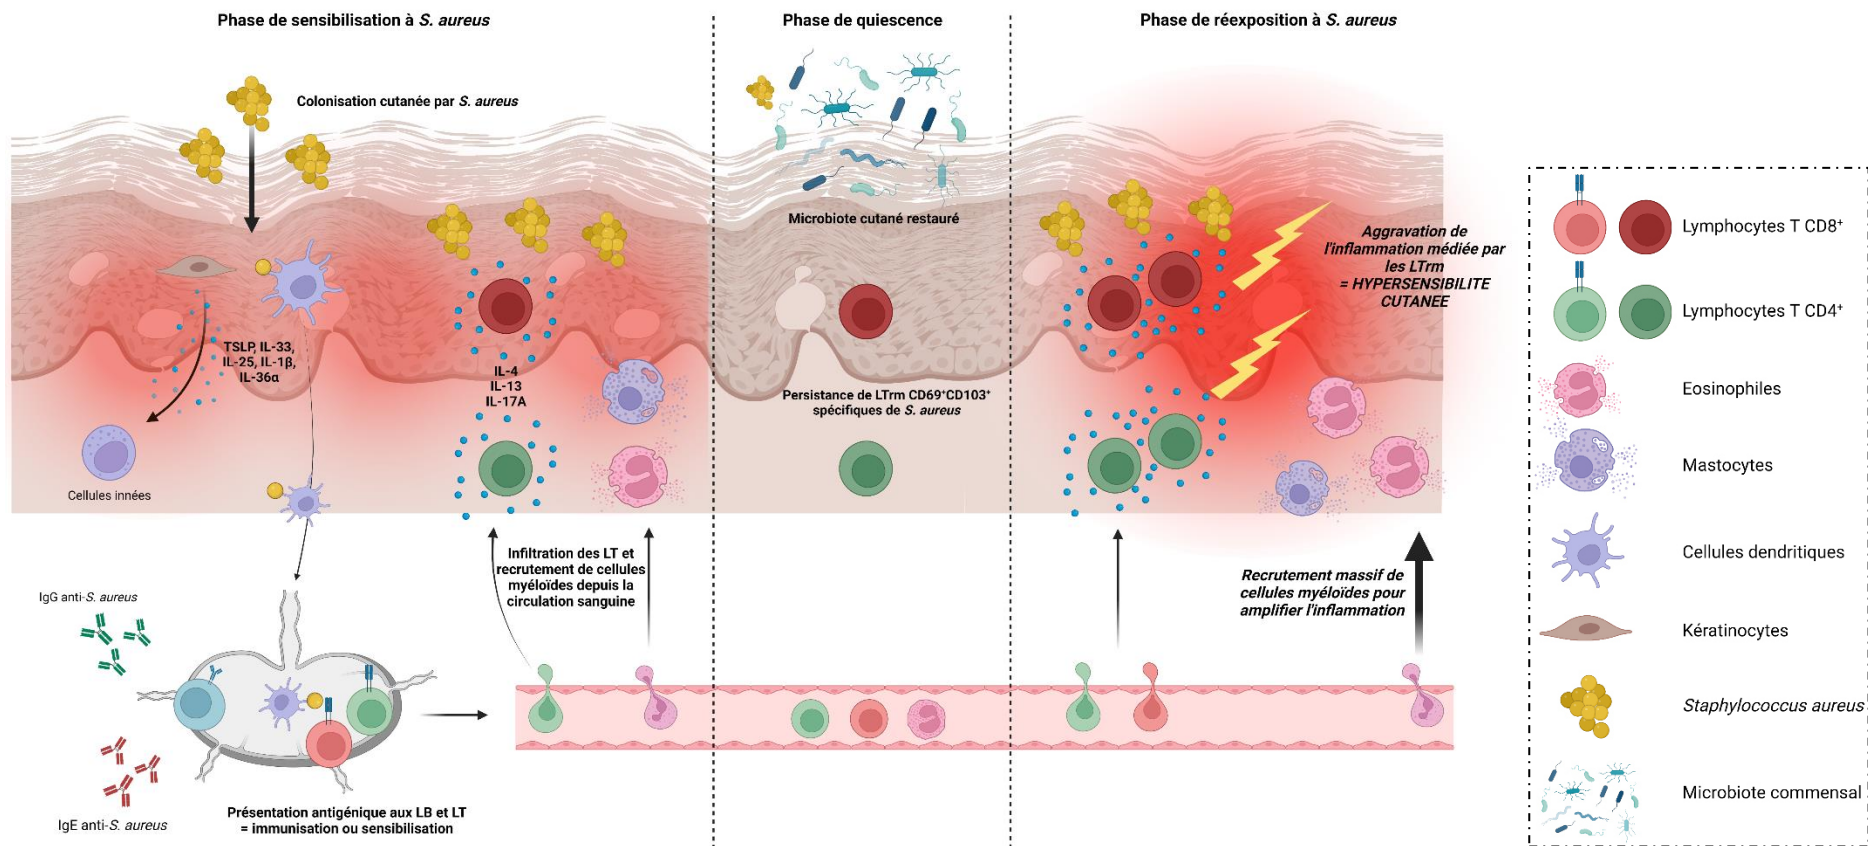 Phase de sensibilisation à S. aureus
Phase de quiescence
Phase de réexposition à S. aureus
Colonisation cutanée par S. aureus
TSLP, IL-33,
IL-25, IL-1β,
IL-36α
Cellules innées
IL-4
IL-13
IL-17A
Microbiote cutané restauré
Persistance de LTrm CD69⁺CD103⁺
spécifiques de S. aureus
Aggravation de
l'inflammation médiée par
les LTrm
= HYPERSENSIBILITE
CUTANEE
Infiltration des LT et
recrutement de cellules
myéloïdes depuis la
circulation sanguine
Recrutement massif de
cellules myéloïdes pour
amplifier l'inflammation
IgG anti-S. aureus
IgE anti-S. aureus
Présentation antigénique aux LB et LT
= immunisation ou sensibilisation
Lymphocytes T CD8⁺
Lymphocytes T CD4⁺
Eosinophiles
Mastocytes
Cellules dendritiques
Kératinocytes
Staphylococcus aureus
Microbiote commensal